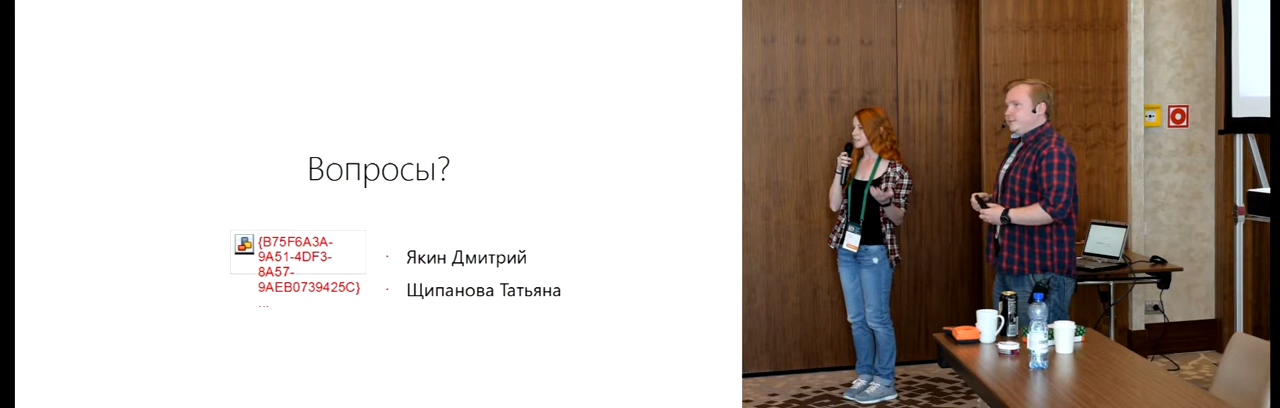 Вопросы?
{B75F6A3A-
9A51-4DF3-
8A57-
9AEB0739425C}
...
· Якин Дмитрий
· Щипанова Татьяна